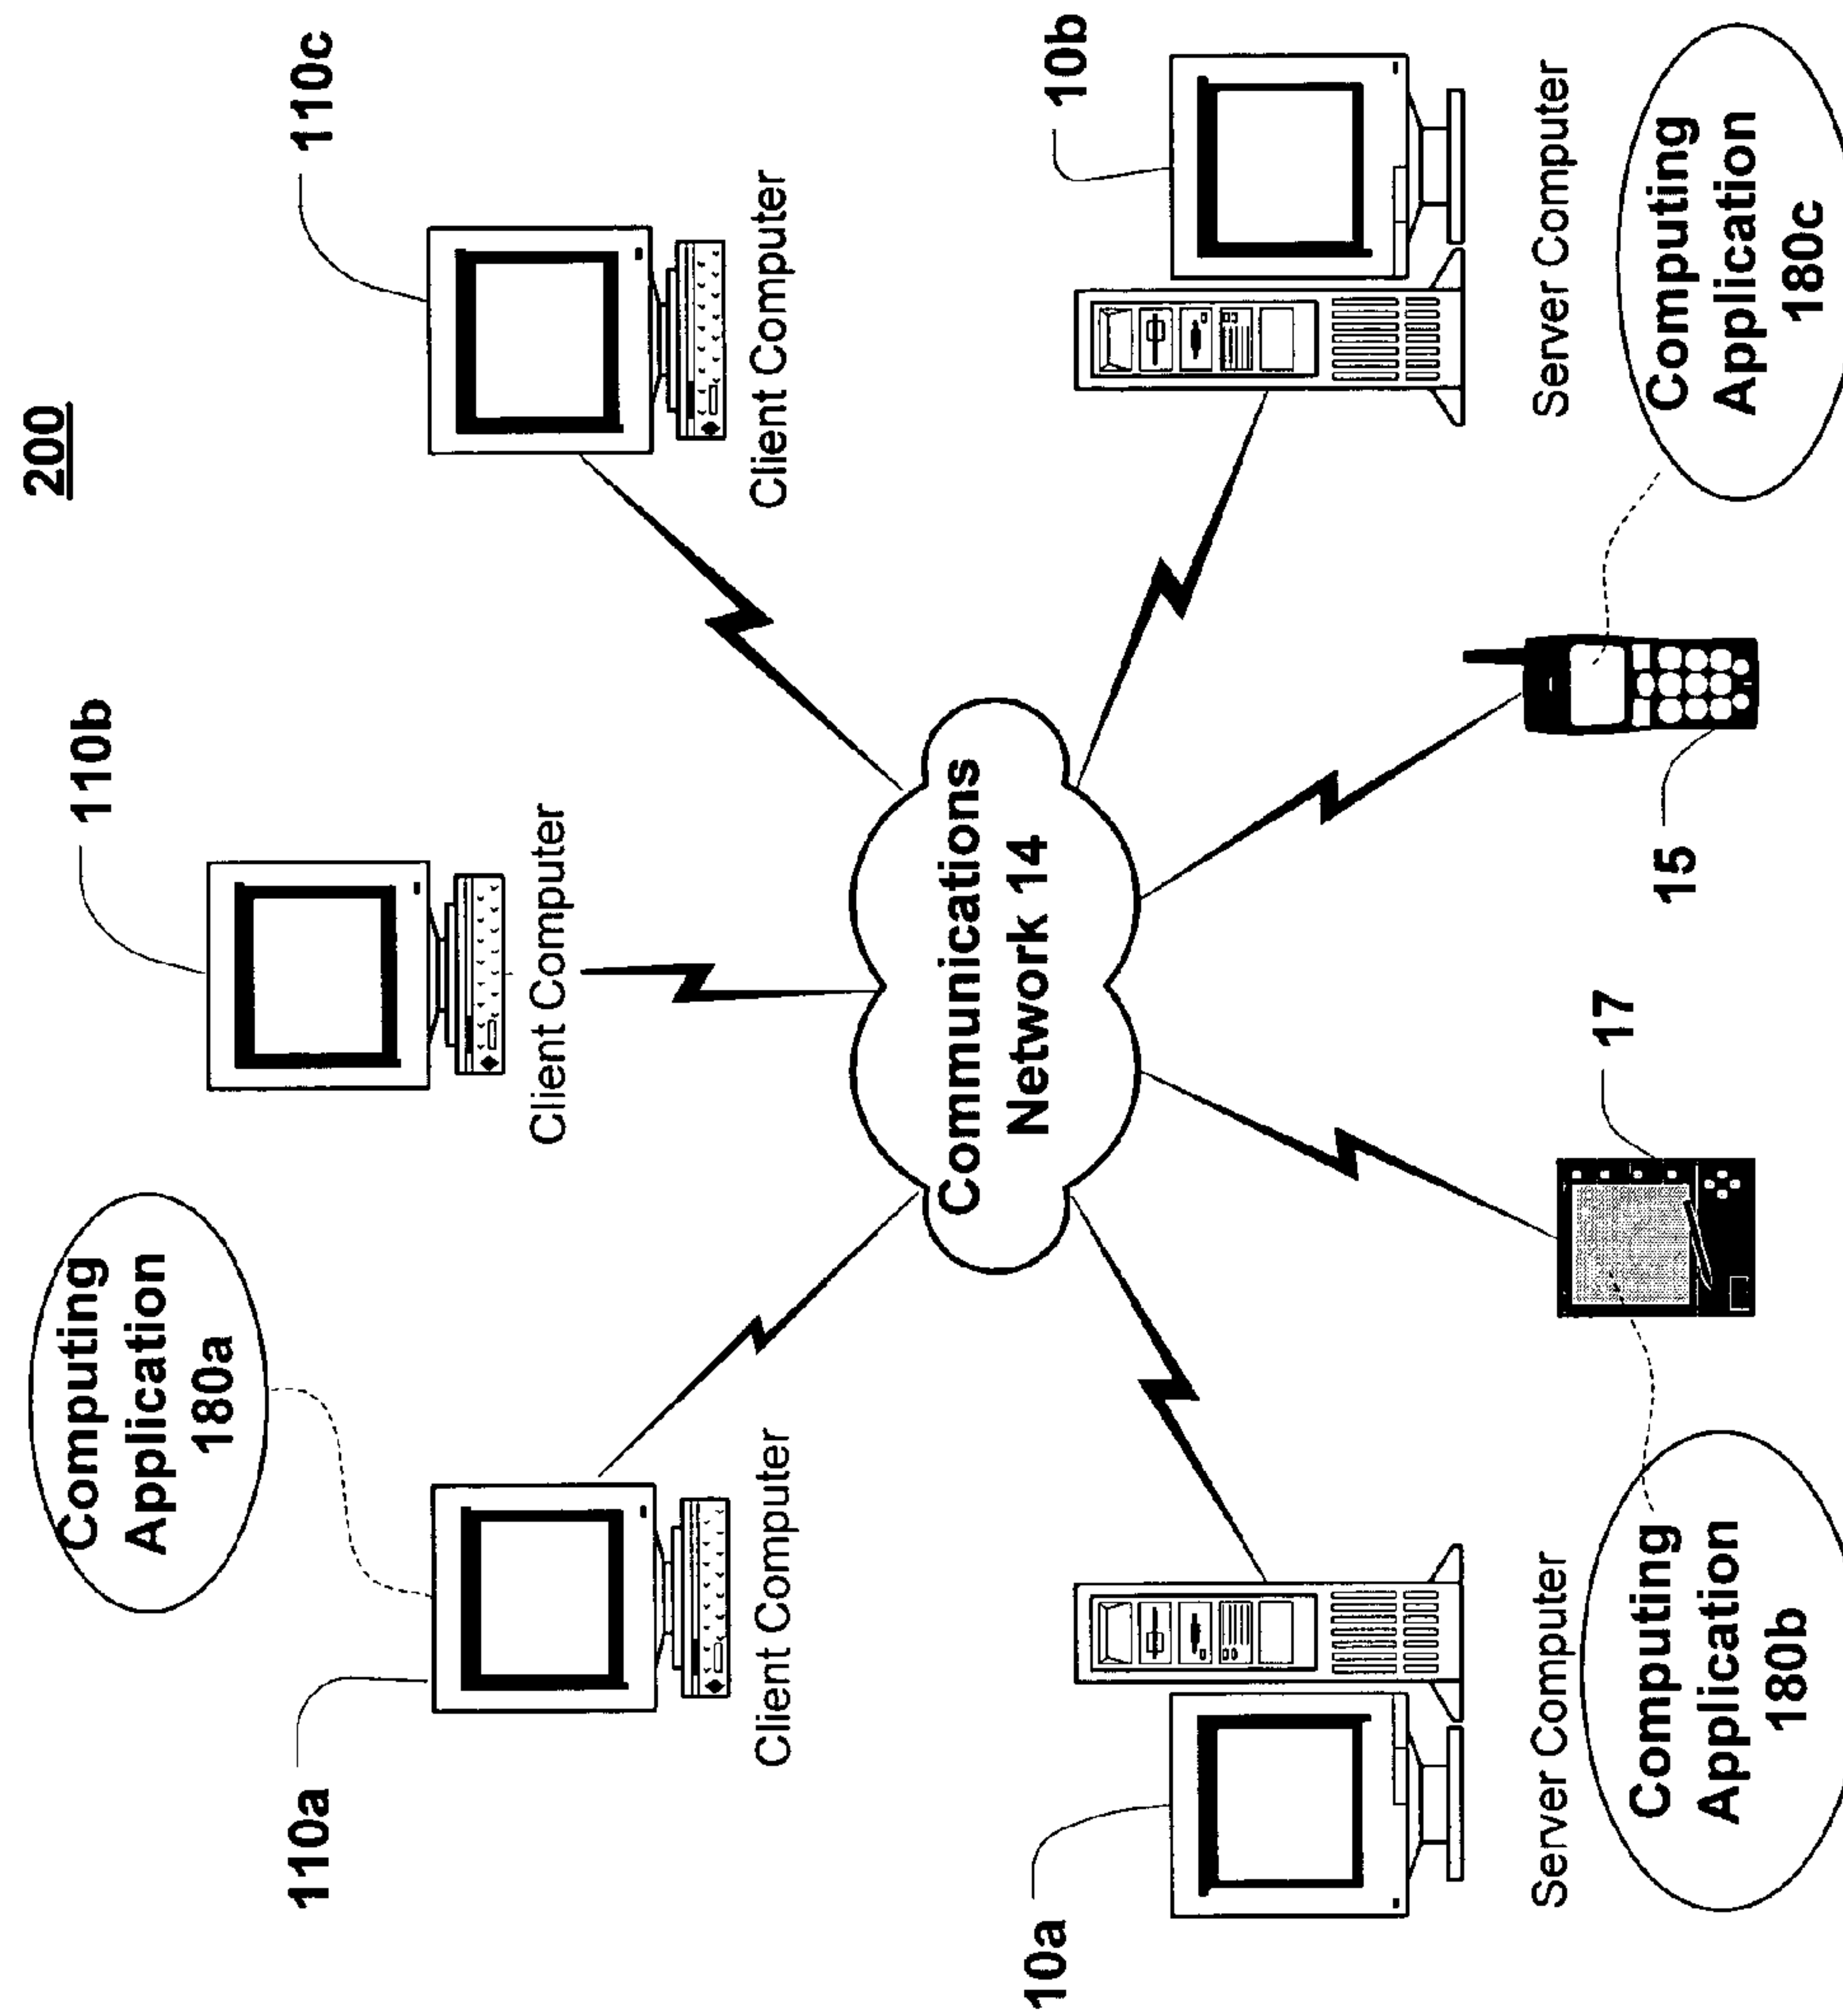 200
Computing
Application
180a
110a
Client Computer
110b
Client Computer
110c
Client Computer
Communications
Network 14
10a
Server Computer
Computing
Application
180b
17
15
10b
Server Computer
Computing
Application
180c